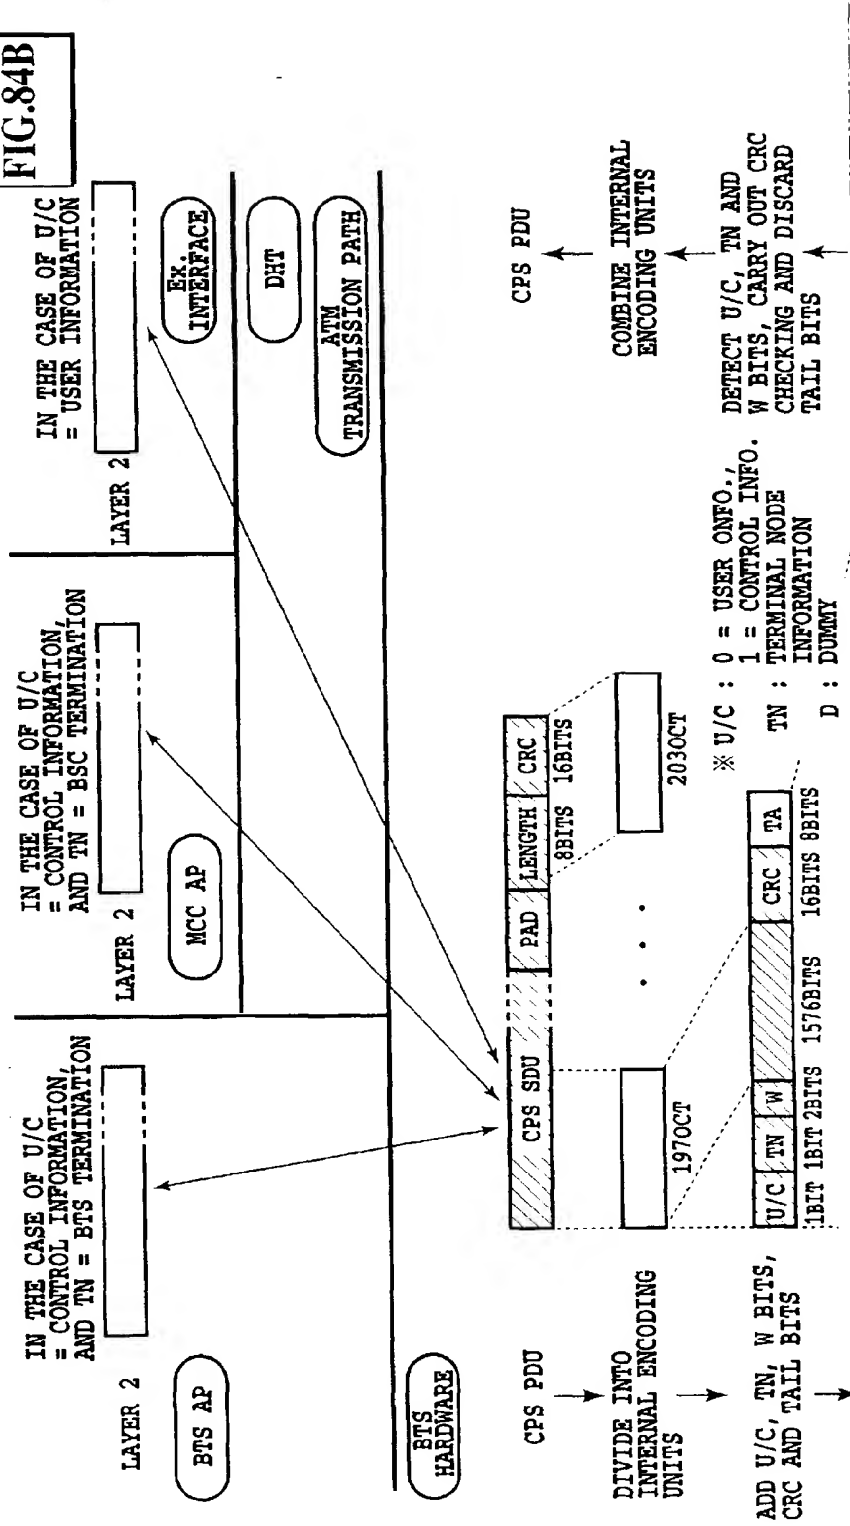 FIG.84B
IN THE CASE OF U/C
= CONTROL INFORMATION,
AND TN = BTS TERMINATION
LAYER 2
BTS AP
IN THE CASE OF U/C
= CONTROL INFORMATION,
AND TN = BSC TERMINATION
LAYER 2
MCC AP
IN THE CASE OF U/C
= USER INFORMATION
LAYER 2
EX.
INTERFACE
DHT
ATM
TRANSMISSION PATH
BTS
HARDWARE
CPS PDU
DIVIDE INTO
INTERNAL ENCODING
UNITS
ADD U/C, TN, W BITS,
CRC AND TAIL BITS
CPS SDU
PAD
LENGTH
CRC
8BITS
16BITS
197OCT
203OCT
U/C
TN
W
CRC
TA
1BIT
1BIT
2BITS
1576BITS
16BITS
8BITS
※ U/C : 0 = USER ONFO.,
1 = CONTROL INFO.
TN : TERMINAL NODE
INFORMATION
D : DUMMY
CPS PDU
COMBINE INTERNAL
ENCODING UNITS
DETECT U/C, TN AND
W BITS, CARRY OUT CRC
CHECKING AND DISCARD
TAIL BITS